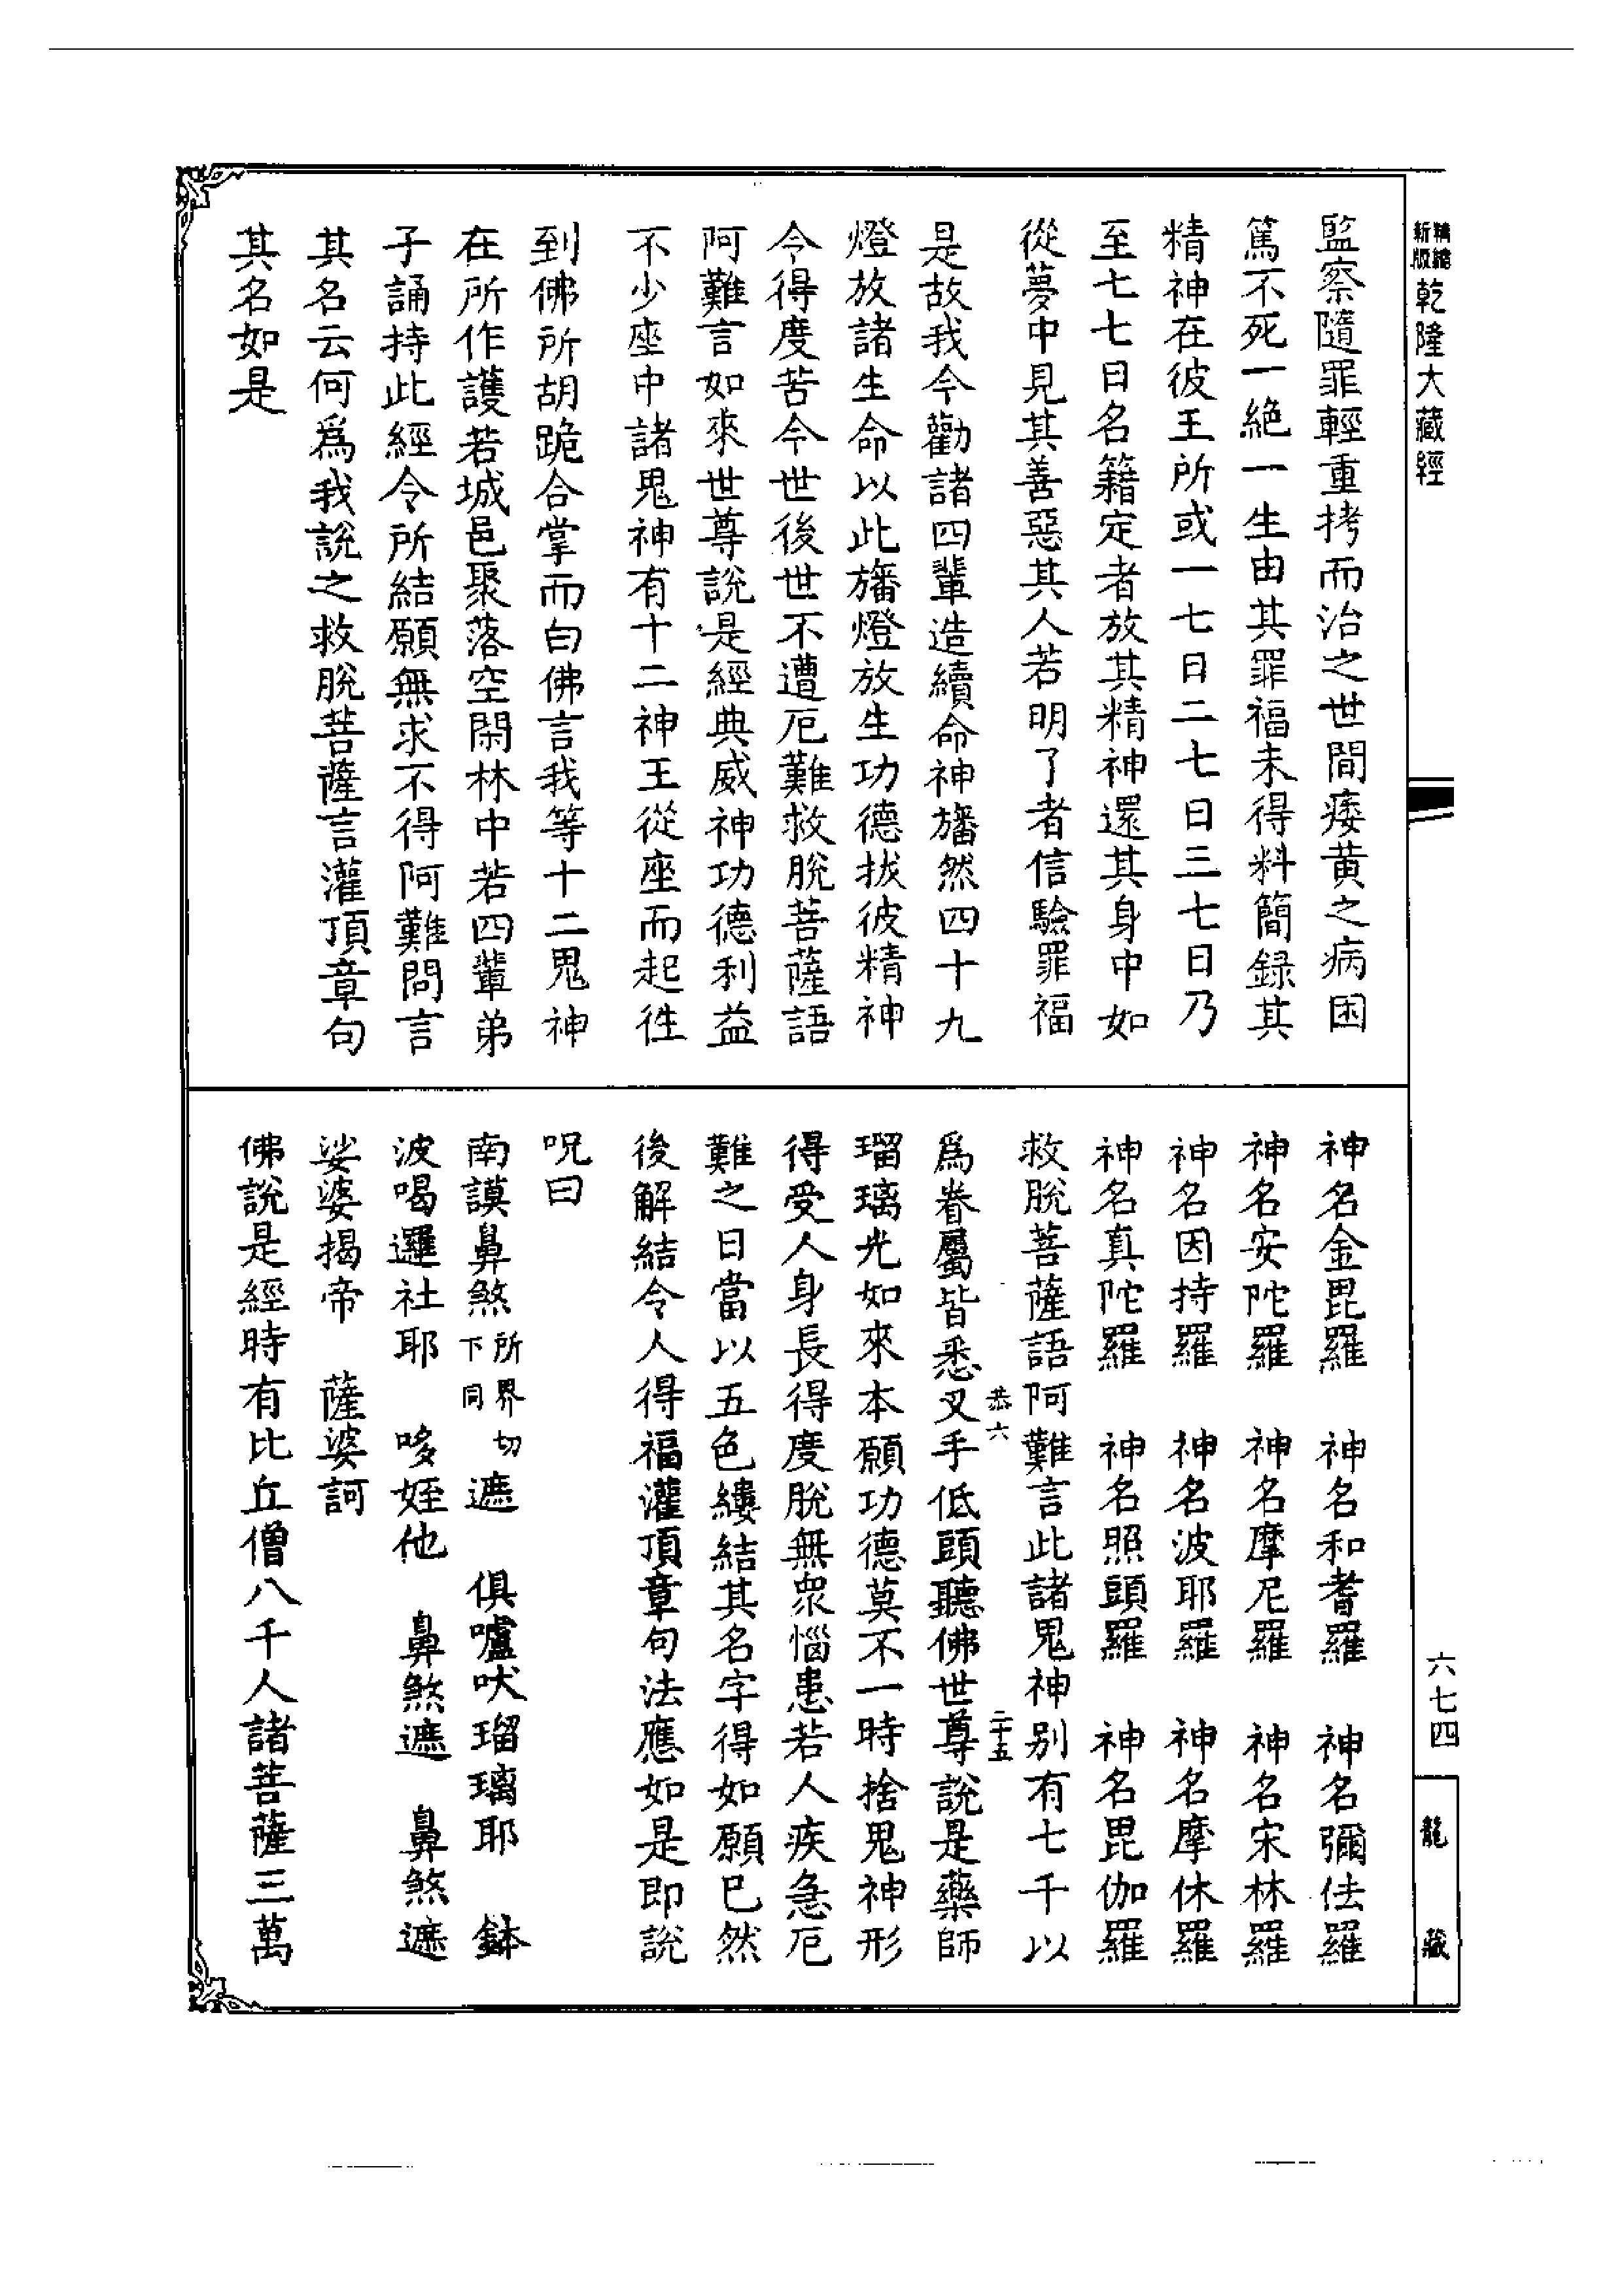 精縮
新版
乾隆大藏經
監察隨罪輕重拷而治之世間痿黄之病困
篤不死一絶一生由其罪福未得料簡録其
精神在彼王所或一七日二七日三七日乃
至七七日名籍定者放其精神還其身中如
從夢中見其善惡其人若明了者信驗罪福
是故我今勸諸四輩造續命神旛然四十九
燈放諸生命以此旛燈放生功德拔彼精神
令得度苦今世後世不遭厄難救脫菩薩語
阿難言如來世尊說是經典威神功德利益
不少座中諸鬼神有十二神王從座而起徃
到佛所胡跪合掌而白佛言我等十二鬼神
在所作護若城邑聚落空閑林中若四輩弟
子誦持此經令所結願無求不得阿難問言
其名云何爲我說之救脫菩薩言灌頂章句
其名如是
神名金毘羅　神名和耆羅　神名彌佉羅
神名安陀羅　神名摩尼羅　神名宋林羅
神名因持羅　神名波耶羅　神名摩休羅
神名真陀羅　神名照頭羅　神名毘伽羅
救脫菩薩語阿難言此諸鬼神别有七千以
恭六　二十五
爲眷屬皆悉叉手低頭聽佛世尊說是藥師
瑠璃光如來本願功德莫不一時捨鬼神形
得受人身長得度脫無衆惱患若人疾急厄
難之日當以五色縷結其名字得如願已然
後解結令人得福灌頂章句法應如是即說
呪曰
南謨鼻煞所界切下同遮　俱嚧吠瑠璃耶　鉢
波喝邏社耶　哆姪他　鼻煞遮　鼻煞遮
娑婆揭帝　薩婆訶
佛說是經時有比丘僧八千人諸菩薩三萬
六七四
龍藏